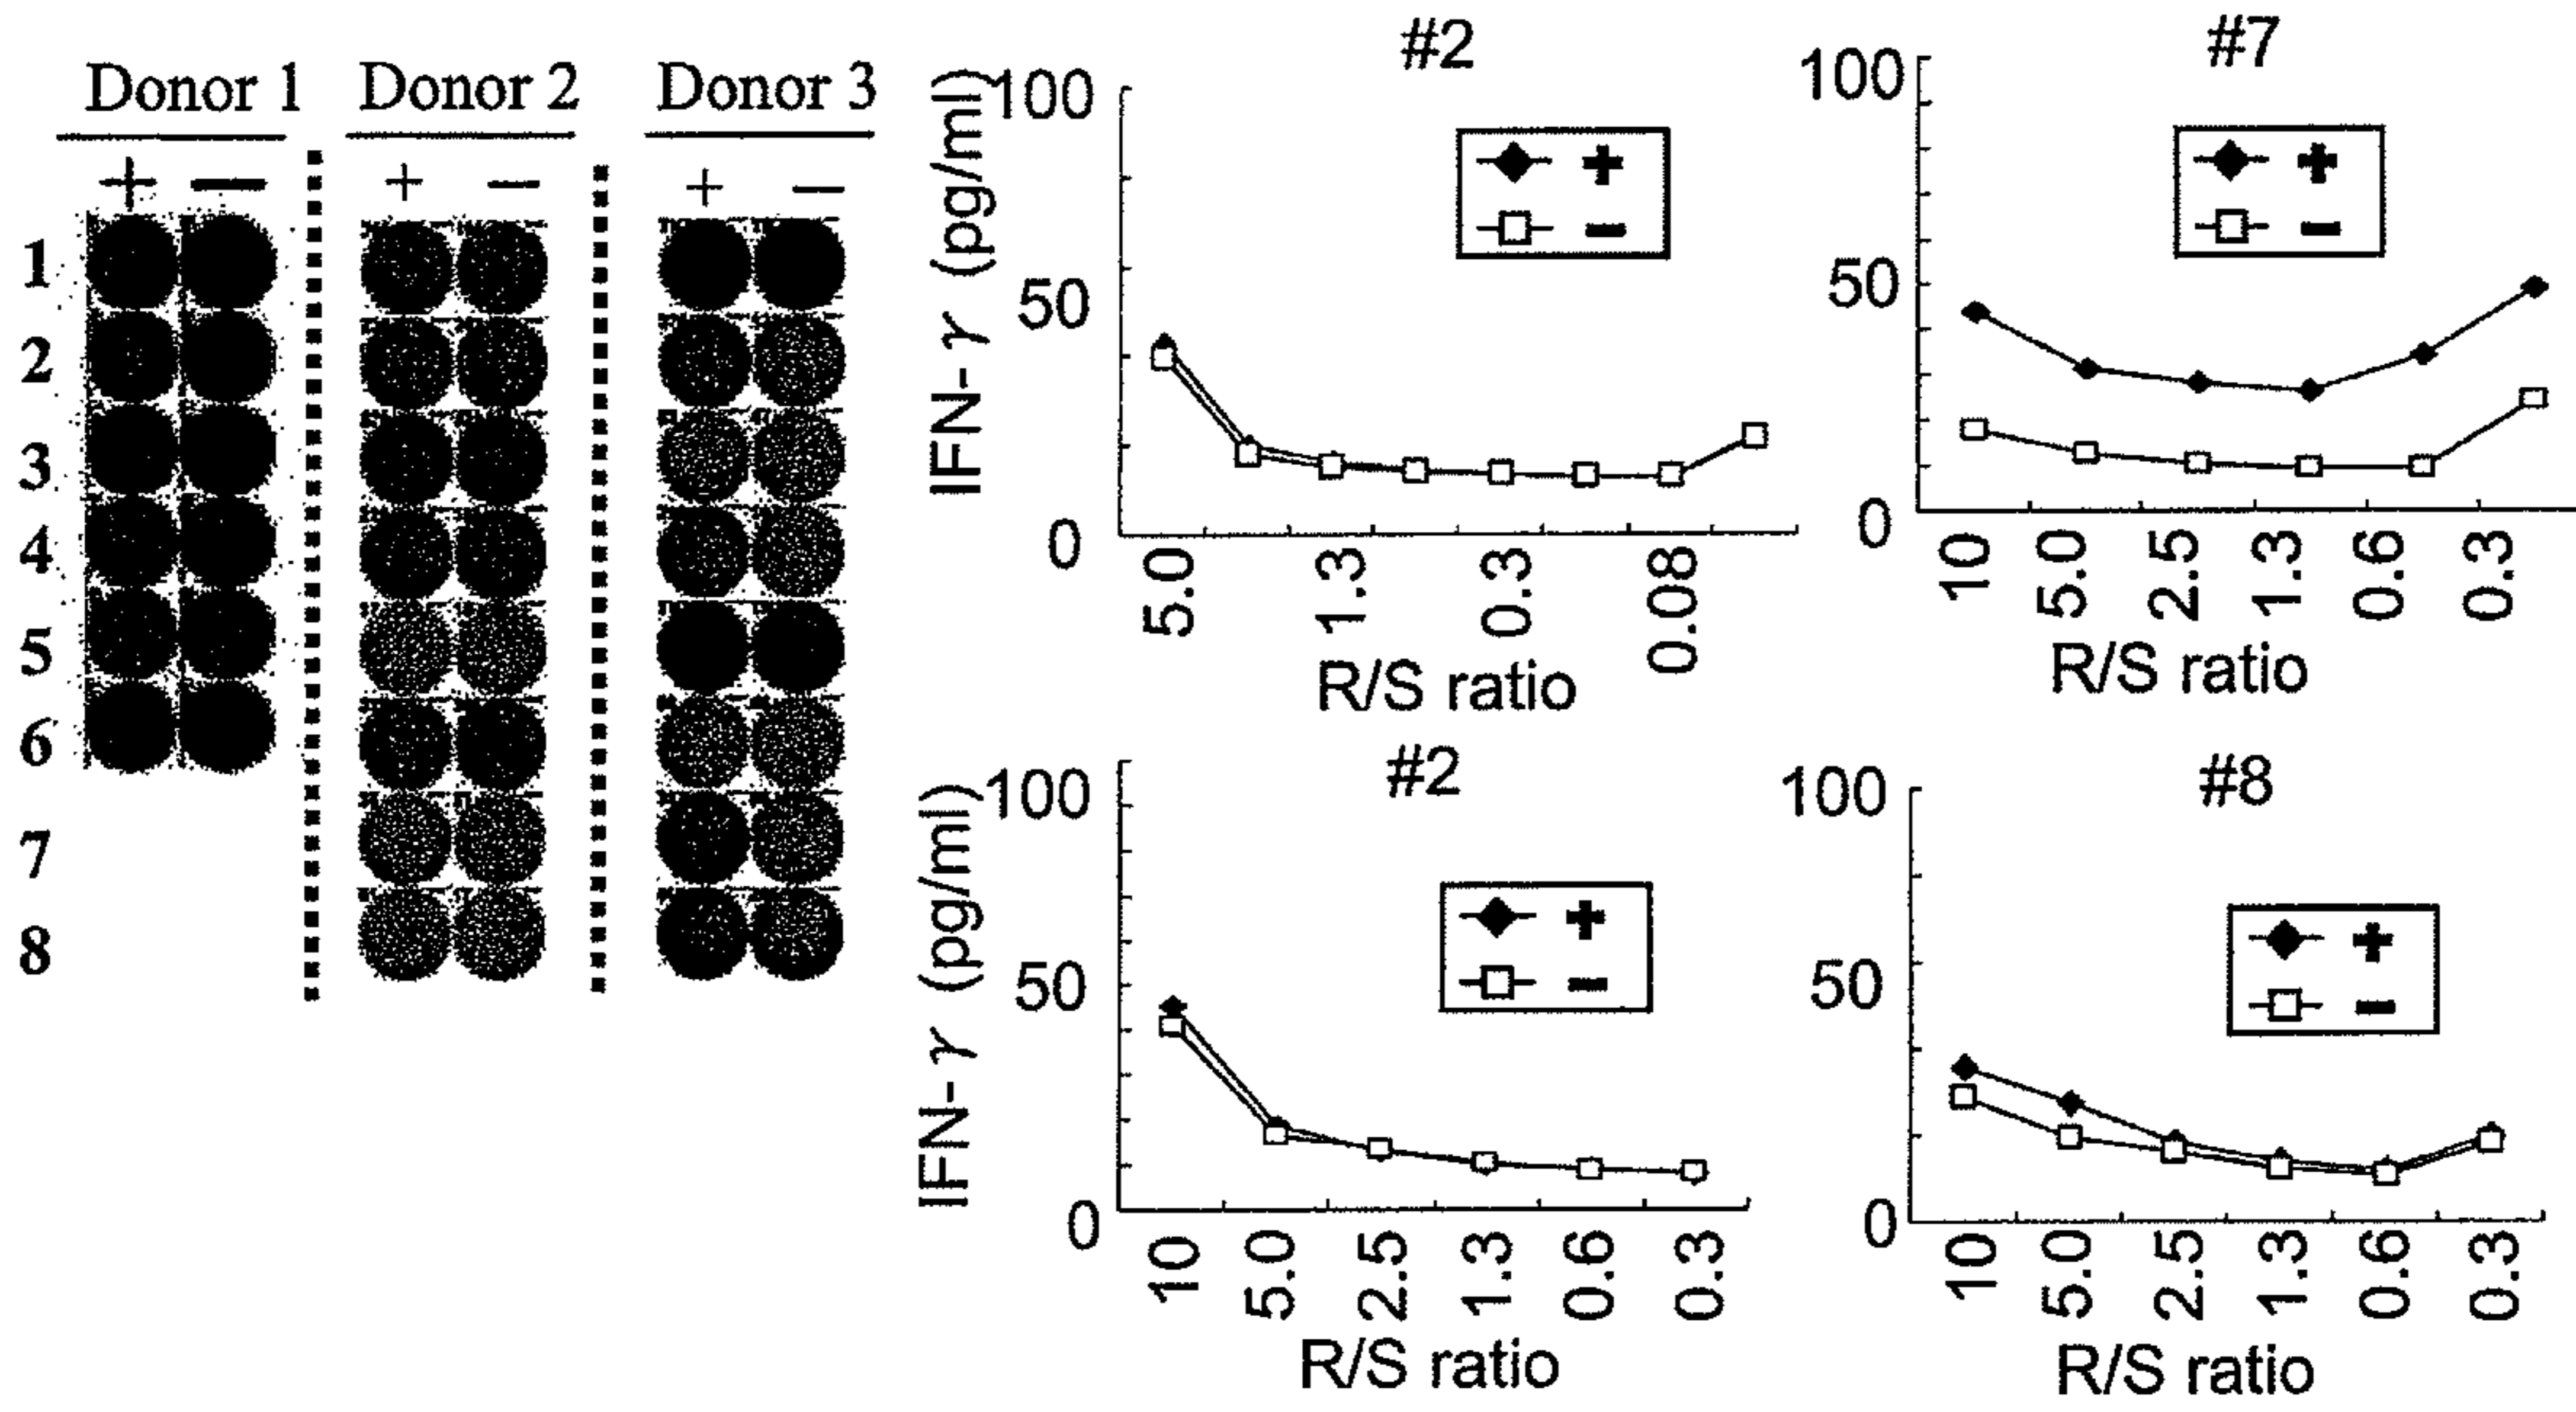 Donor 1 Donor 2 Donor 3
+ − + − + −
1
2
3
4
5
6
7
8
#2
IFN-γ (pg/ml)
100
50
0
+
−
5.0 1.3 0.3 0.08
R/S ratio
#7
100
50
0
+
−
10 5.0 2.5 1.3 0.6 0.3
R/S ratio
#2
IFN-γ (pg/ml)
100
50
0
+
−
10 5.0 2.5 1.3 0.6 0.3
R/S ratio
#8
100
50
0
+
−
10 5.0 2.5 1.3 0.6 0.3
R/S ratio